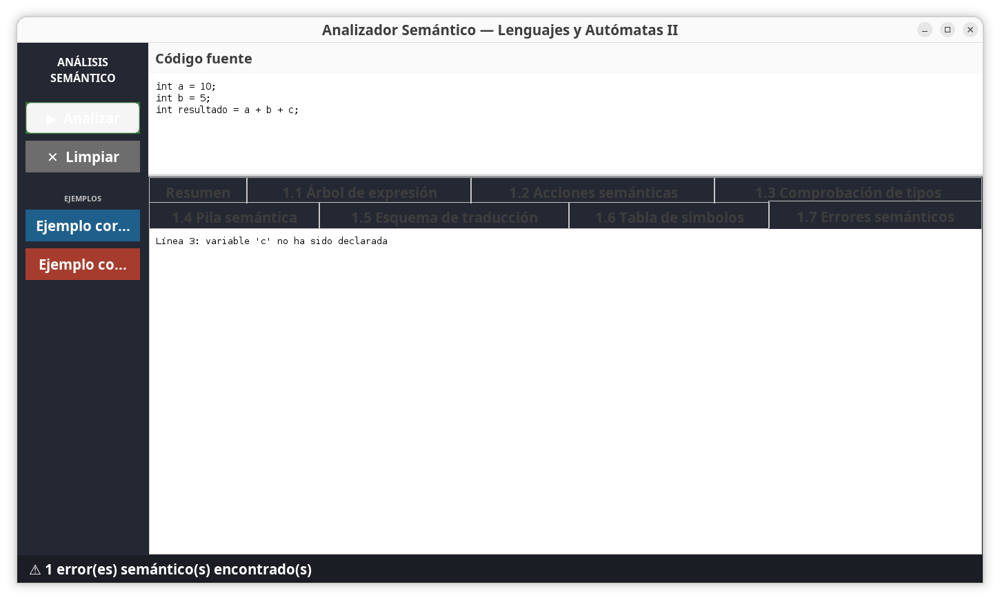 Analizador Semántico — Lenguajes y Autómatas II
ANÁLISIS
SEMÁNTICO
▶ Analizar
✕ Limpiar
EJEMPLOS
Ejemplo cor...
Ejemplo co...
Código fuente
int a = 10;
int b = 5;
int resultado = a + b + c;
Resumen 1.1 Árbol de expresión 1.2 Acciones semánticas 1.3 Comprobación de tipos
1.4 Pila semántica 1.5 Esquema de traducción 1.6 Tabla de símbolos 1.7 Errores semánticos
Línea 3: variable 'c' no ha sido declarada
⚠ 1 error(es) semántico(s) encontrado(s)